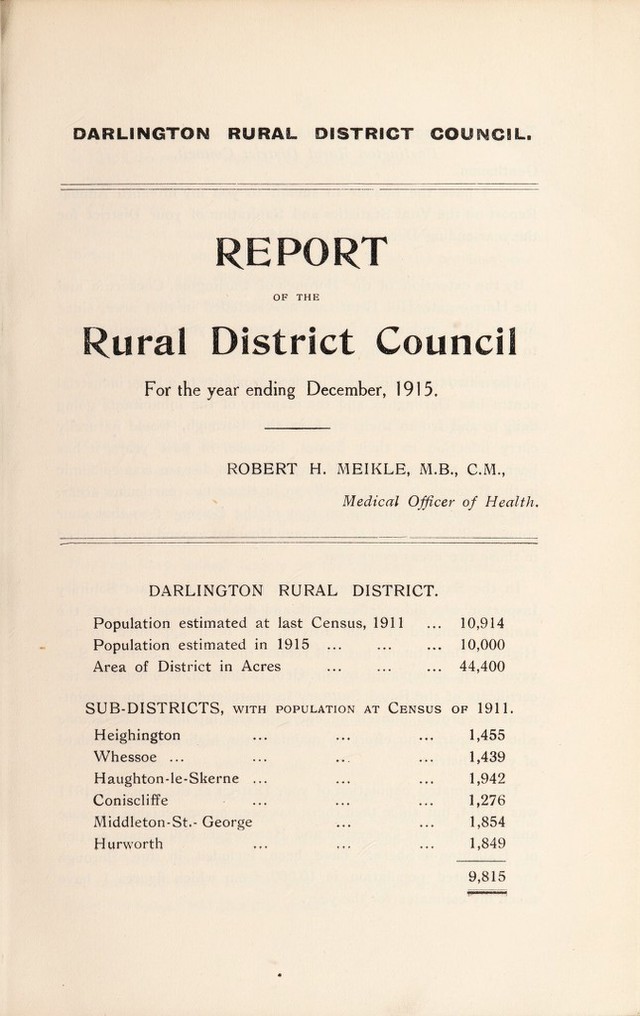 DARLINGTON RURAL DISTRICT COUNCIL.
REPORT
OF THE
Rural District Council
For the year ending December, 1915.
ROBERT H. MEIKLE, M.B., C.M.,
Medical Officer of Health.
DARLINGTON RURAL DISTRICT.
Population estimated at last Census, 1911 ... 10,914
Population estimated in 1915 ... ... ... 10,000
Area of District in Acres ... ... ... 44,400
SUB-DISTRICTS, WITH POPULATION AT CENSUS OF 1911.
Heighington ... ... ... 1,455
Whessoe ... ... ... ... 1,439
Haughton-le-Skerne ... ... ... 1,942
Coniscliffe ... ... ... 1,276
Middleton-St.-George ... ... 1,854
Hurworth ... ... ... 1,849
9,815